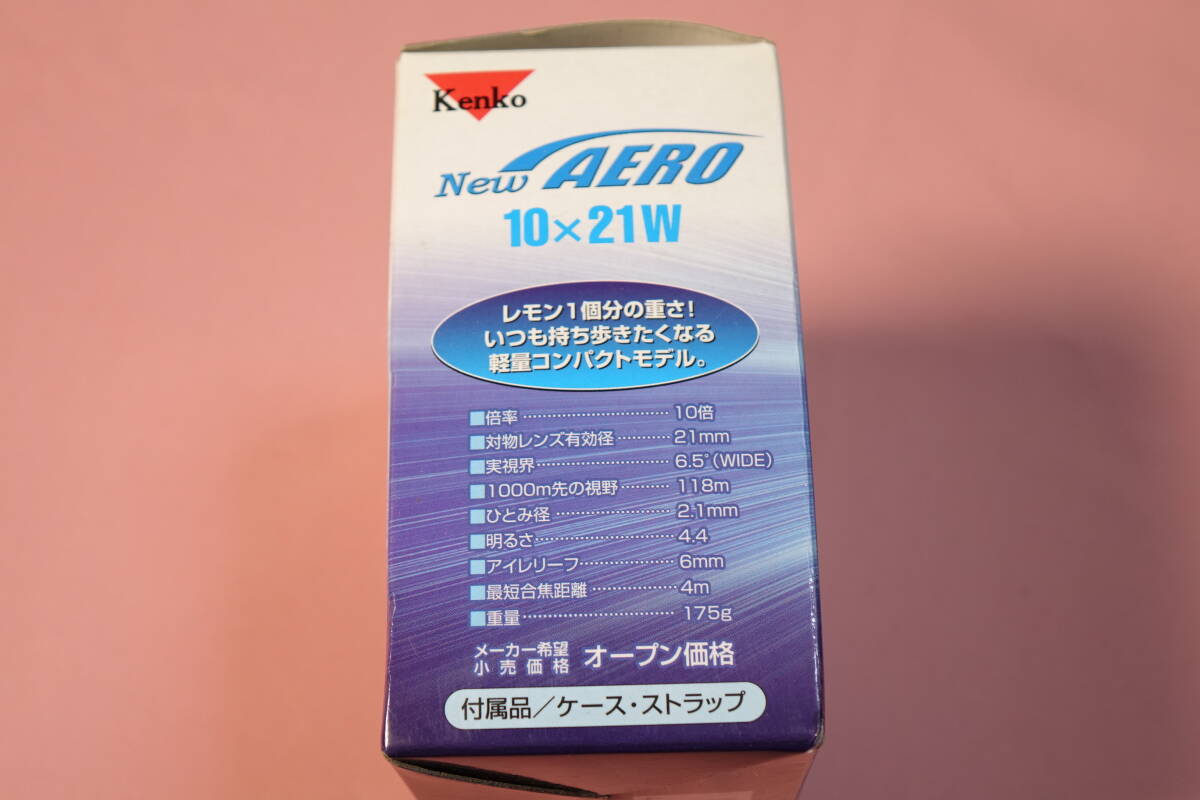 Kenko
New AERO
10×21W
レモン1個分の重さ!
いつも持ち歩きたくなる
軽量コンパクトモデル。
■倍率 ………………………… 10倍
■対物レンズ有効径 ………… 21mm
■実視界 ……………………… 6.5°(WIDE)
■1000m先の視野 ………… 118m
■ひとみ径 …………………… 2.1mm
■明るさ ……………………… 4.4
■アイレリーフ ……………… 6mm
■最短合焦距離 ……………… 4m
■重量 ………………………… 175g
メーカー希望
小売価格 オープン価格
付属品/ケース・ストラップ